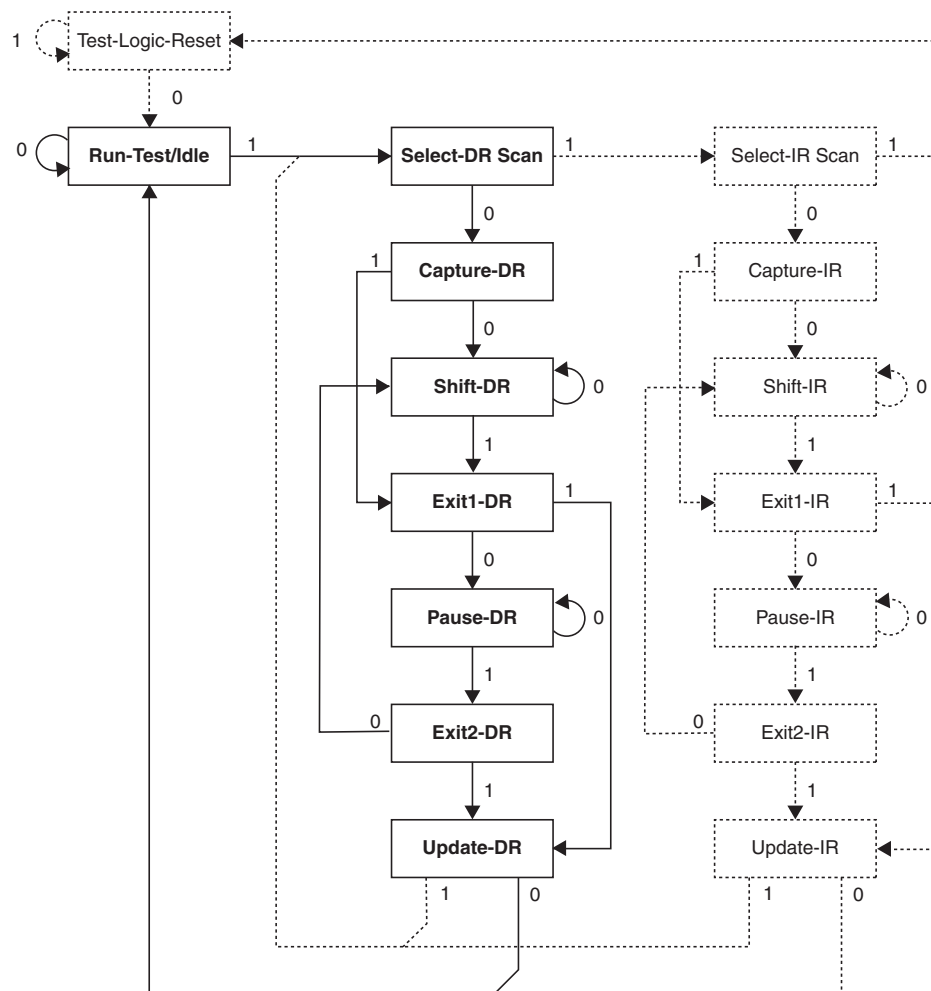 1
Test-Logic-Reset
0
0
Run-Test/Idle
1
Select-DR Scan
1
Select-IR Scan
1
0
0
1
Capture-DR
1
Capture-IR
0
0
Shift-DR
0
Shift-IR
0
1
1
Exit1-DR
1
Exit1-IR
1
0
0
Pause-DR
0
Pause-IR
0
1
1
0
Exit2-DR
0
Exit2-IR
1
1
Update-DR
Update-IR
1
0
1
0